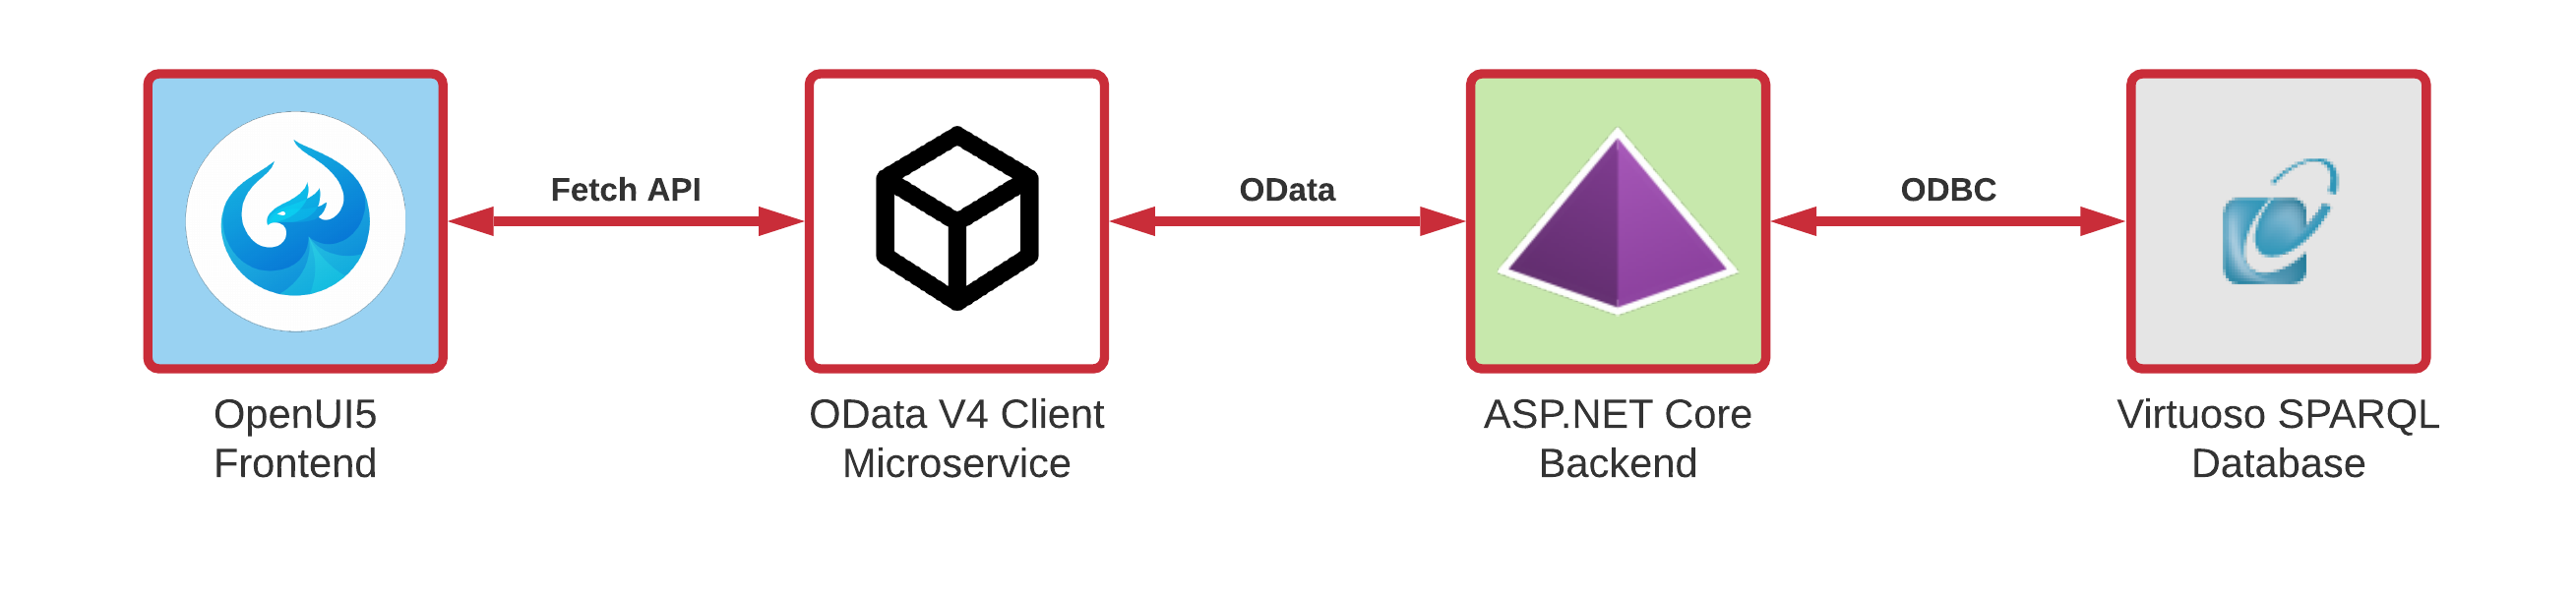 Fetch API
OData
ODBC
OpenUI5
Frontend
OData V4 Client
Microservice
ASP.NET Core
Backend
Virtuoso SPARQL
Database